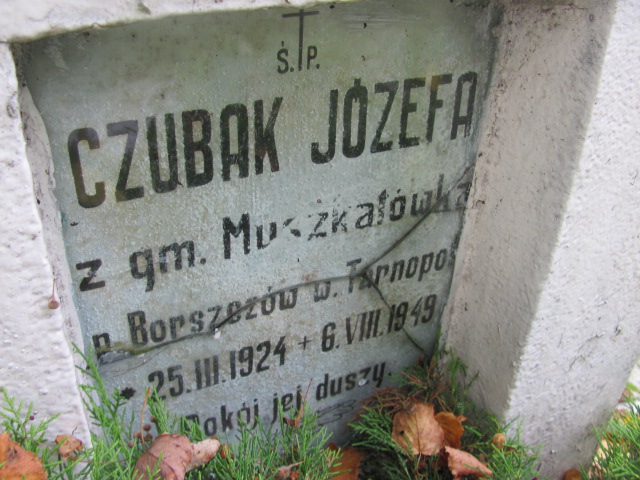 Ś.†P.
CZUBAK JÓZEFA
z gm. Muszkatówka
p. Borszczów w. Tarnopol
* 25.III.1924 + 6.VIII.1949
Pokój jej duszy.